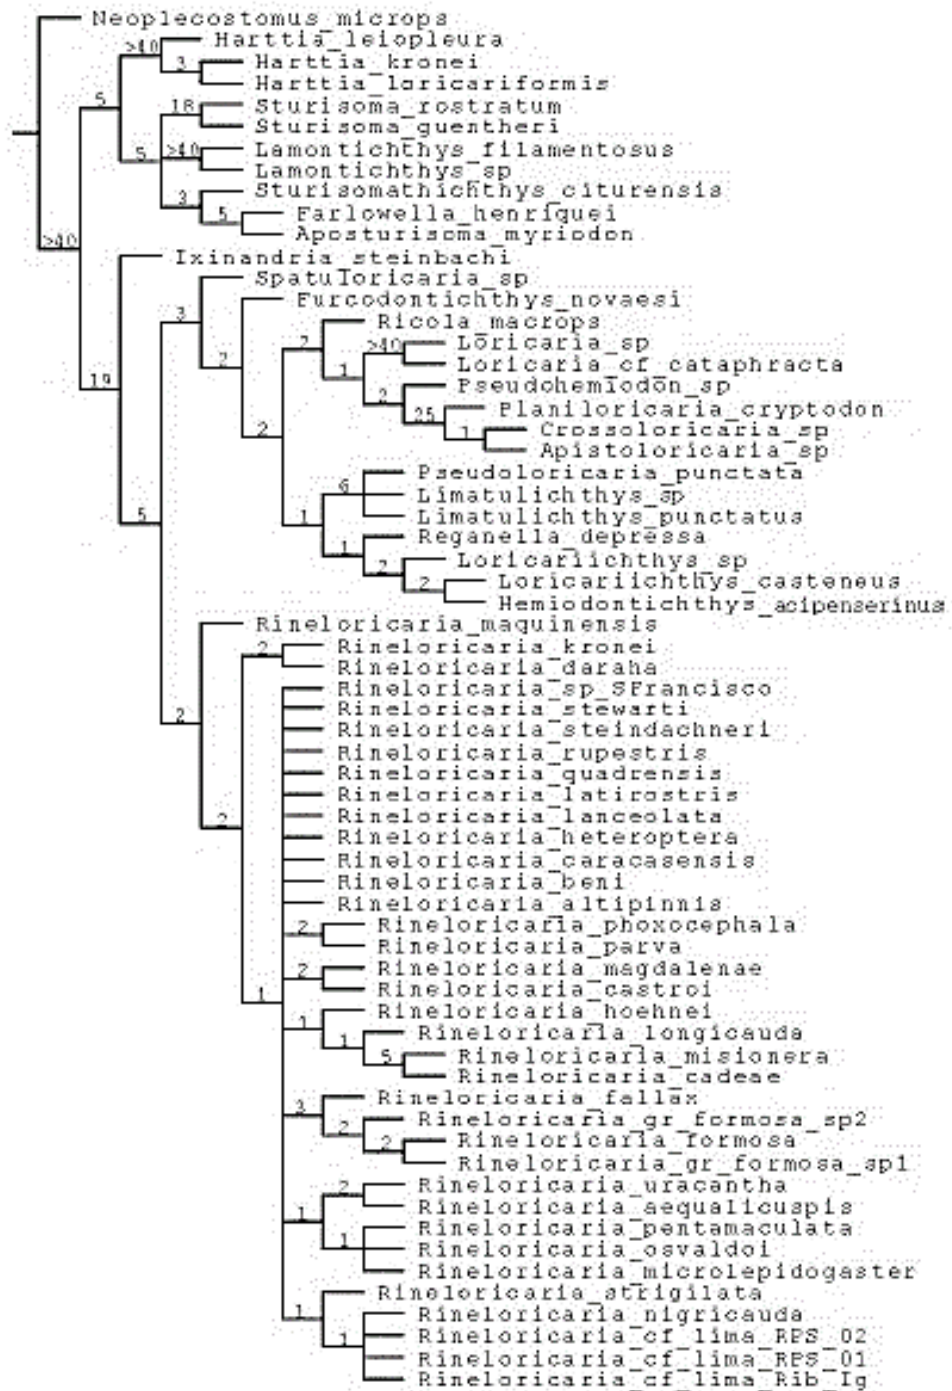 Neoplecostomus_microps
Harttia_leiopleura
>40
3
Harttia_kronei
Harttia_loricariformis
5
18
Sturisoma_rostratum
Sturisoma_guentheri
5
>40
Lamontichthys_filamentosus
Lamontichthys_sp
Sturisomathichthys_citurensis
3
5
Farlowella_henriquei
Aposturisoma_myriodon
>40
Ixinandria_steinbachi
Spatuloricaria_sp
Furcodontichthys_novaesi
3
Ricola_macrops
2
>40
Loricaria_sp
2
1
Loricaria_cf_cataphracta
19
2
Pseudochemiodon_sp
25
Planiloricaria_cryptodon
2
1
Crossoloricaria_sp
Apistoloricaria_sp
Pseudoloricaria_punctata
6
Limatulichthys_sp
5
1
Limatulichthys_punctatus
Reganella_depressa
1
Loricariichthys_sp
2
2
Loricariichthys_casteneus
Hemiodontichthys_acipenserinus
Rineloricaria_maquinensis
2
Rineloricaria_kronei
Rineloricaria_daraha
Rineloricaria_sp_SFrancisco
2
Rineloricaria_stewarti
Rineloricaria_steindachneri
Rineloricaria_rupestris
Rineloricaria_quadrensis
Rineloricaria_latirostris
2
Rineloricaria_lanceolata
Rineloricaria_heteroptera
Rineloricaria_caracasensis
Rineloricaria_beni
Rineloricaria_altipinnis
2
Rineloricaria_phoxocephala
Rineloricaria_parva
2
Rineloricaria_magdalenae
1
Rineloricaria_castroi
1
Rineloricaria_hoehnei
1
Rineloricaria_longicauda
5
Rineloricaria_misionera
Rineloricaria_cadeae
3
Rineloricaria_fallax
2
Rineloricaria_gr_formosa_sp2
2
Rineloricaria_formosa
Rineloricaria_gr_formosa_sp1
2
Rineloricaria_uracantha
1
Rineloricaria_aequalicuspis
1
Rineloricaria_pentamaculata
Rineloricaria_osvaldoi
Rineloricaria_microlepidogaster
1
Rineloricaria_strigilata
1
Rineloricaria_nigricauda
Rineloricaria_cf_lima_RPS_02
Rineloricaria_cf_lima_RPS_01
Rineloricaria_cf_lima_Rib_Ig